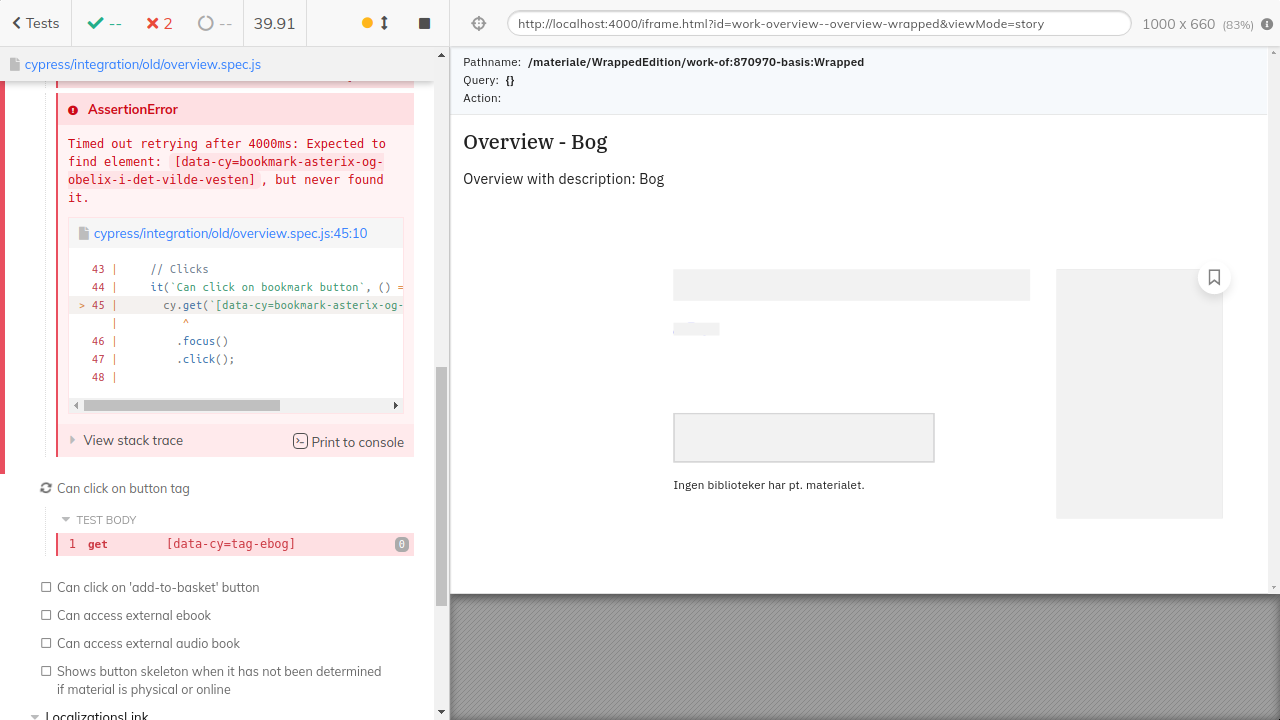 Tests
--
2
--
39.91
http://localhost:4000/iframe.html?id=work-overview--overview-wrapped&viewMode=story
1000 x 660 (83%)
cypress/integration/old/overview.spec.js
AssertionError
Timed out retrying after 4000ms: Expected to
find element: [data-cy=bookmark-asterix-og-
obelix-i-det-vilde-vesten] , but never found
it.
cypress/integration/old/overview.spec.js:45:10
43 | // Clicks
44 | it(`Can click on bookmark button`, () =
> 45 | cy.get(`[data-cy=bookmark-asterix-og-
| ^
46 | .focus()
47 | .click();
48 |
View stack trace
Print to console
Can click on button tag
TEST BODY
1 get [data-cy=tag-ebog] 0
Can click on 'add-to-basket' button
Can access external ebook
Can access external audio book
Shows button skeleton when it has not been determined
if material is physical or online
LocalizationsLink
Pathname: /materiale/WrappedEdition/work-of:870970-basis:Wrapped
Query: {}
Action:
Overview - Bog
Overview with description: Bog
Ingen biblioteker har pt. materialet.